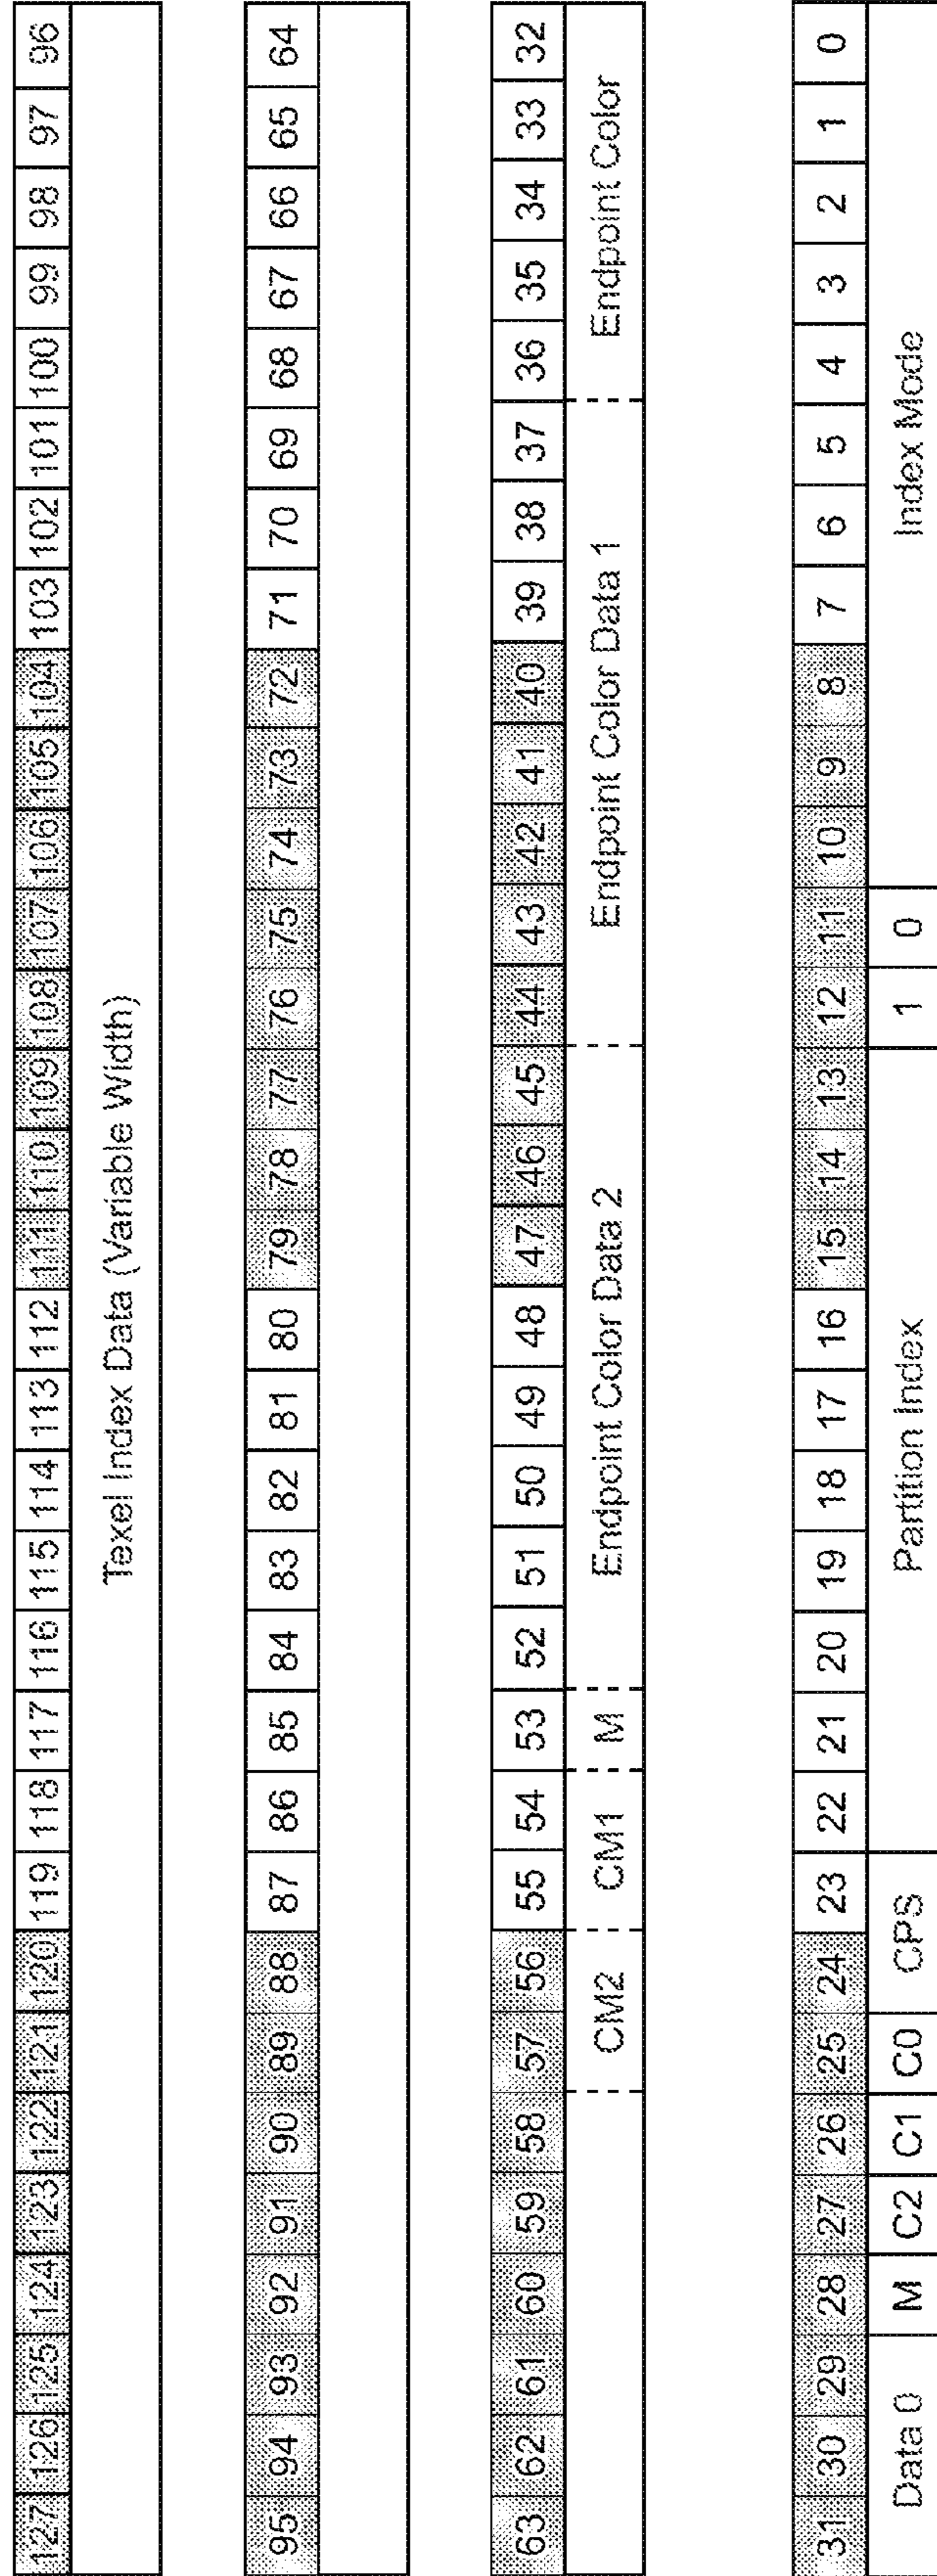 127 126 125 124 123 122 121 120 119 118 117 116 115 114 113 112 111 110 109 108 107 106 105 104 103 102 101 100 99 98 97 96
Texel Index Data (Variable Width)
95 94 93 92 91 90 89 88 87 86 85 84 83 82 81 80 79 78 77 76 75 74 73 72 71 70 69 68 67 66 65 64
63 62 61 60 59 58 57 56 55 54 53 52 51 50 49 48 47 46 45 44 43 42 41 40 39 38 37 36 35 34 33 32
CM2 CM1 M Endpoint Color Data 2 Endpoint Color Data 1 Endpoint Color
31 30 29 28 27 26 25 24 23 22 21 20 19 18 17 16 15 14 13 12 11 10 9 8 7 6 5 4 3 2 1 0
Data 0 M C2 C1 C0 CPS Partition Index 1 0 Index Mode